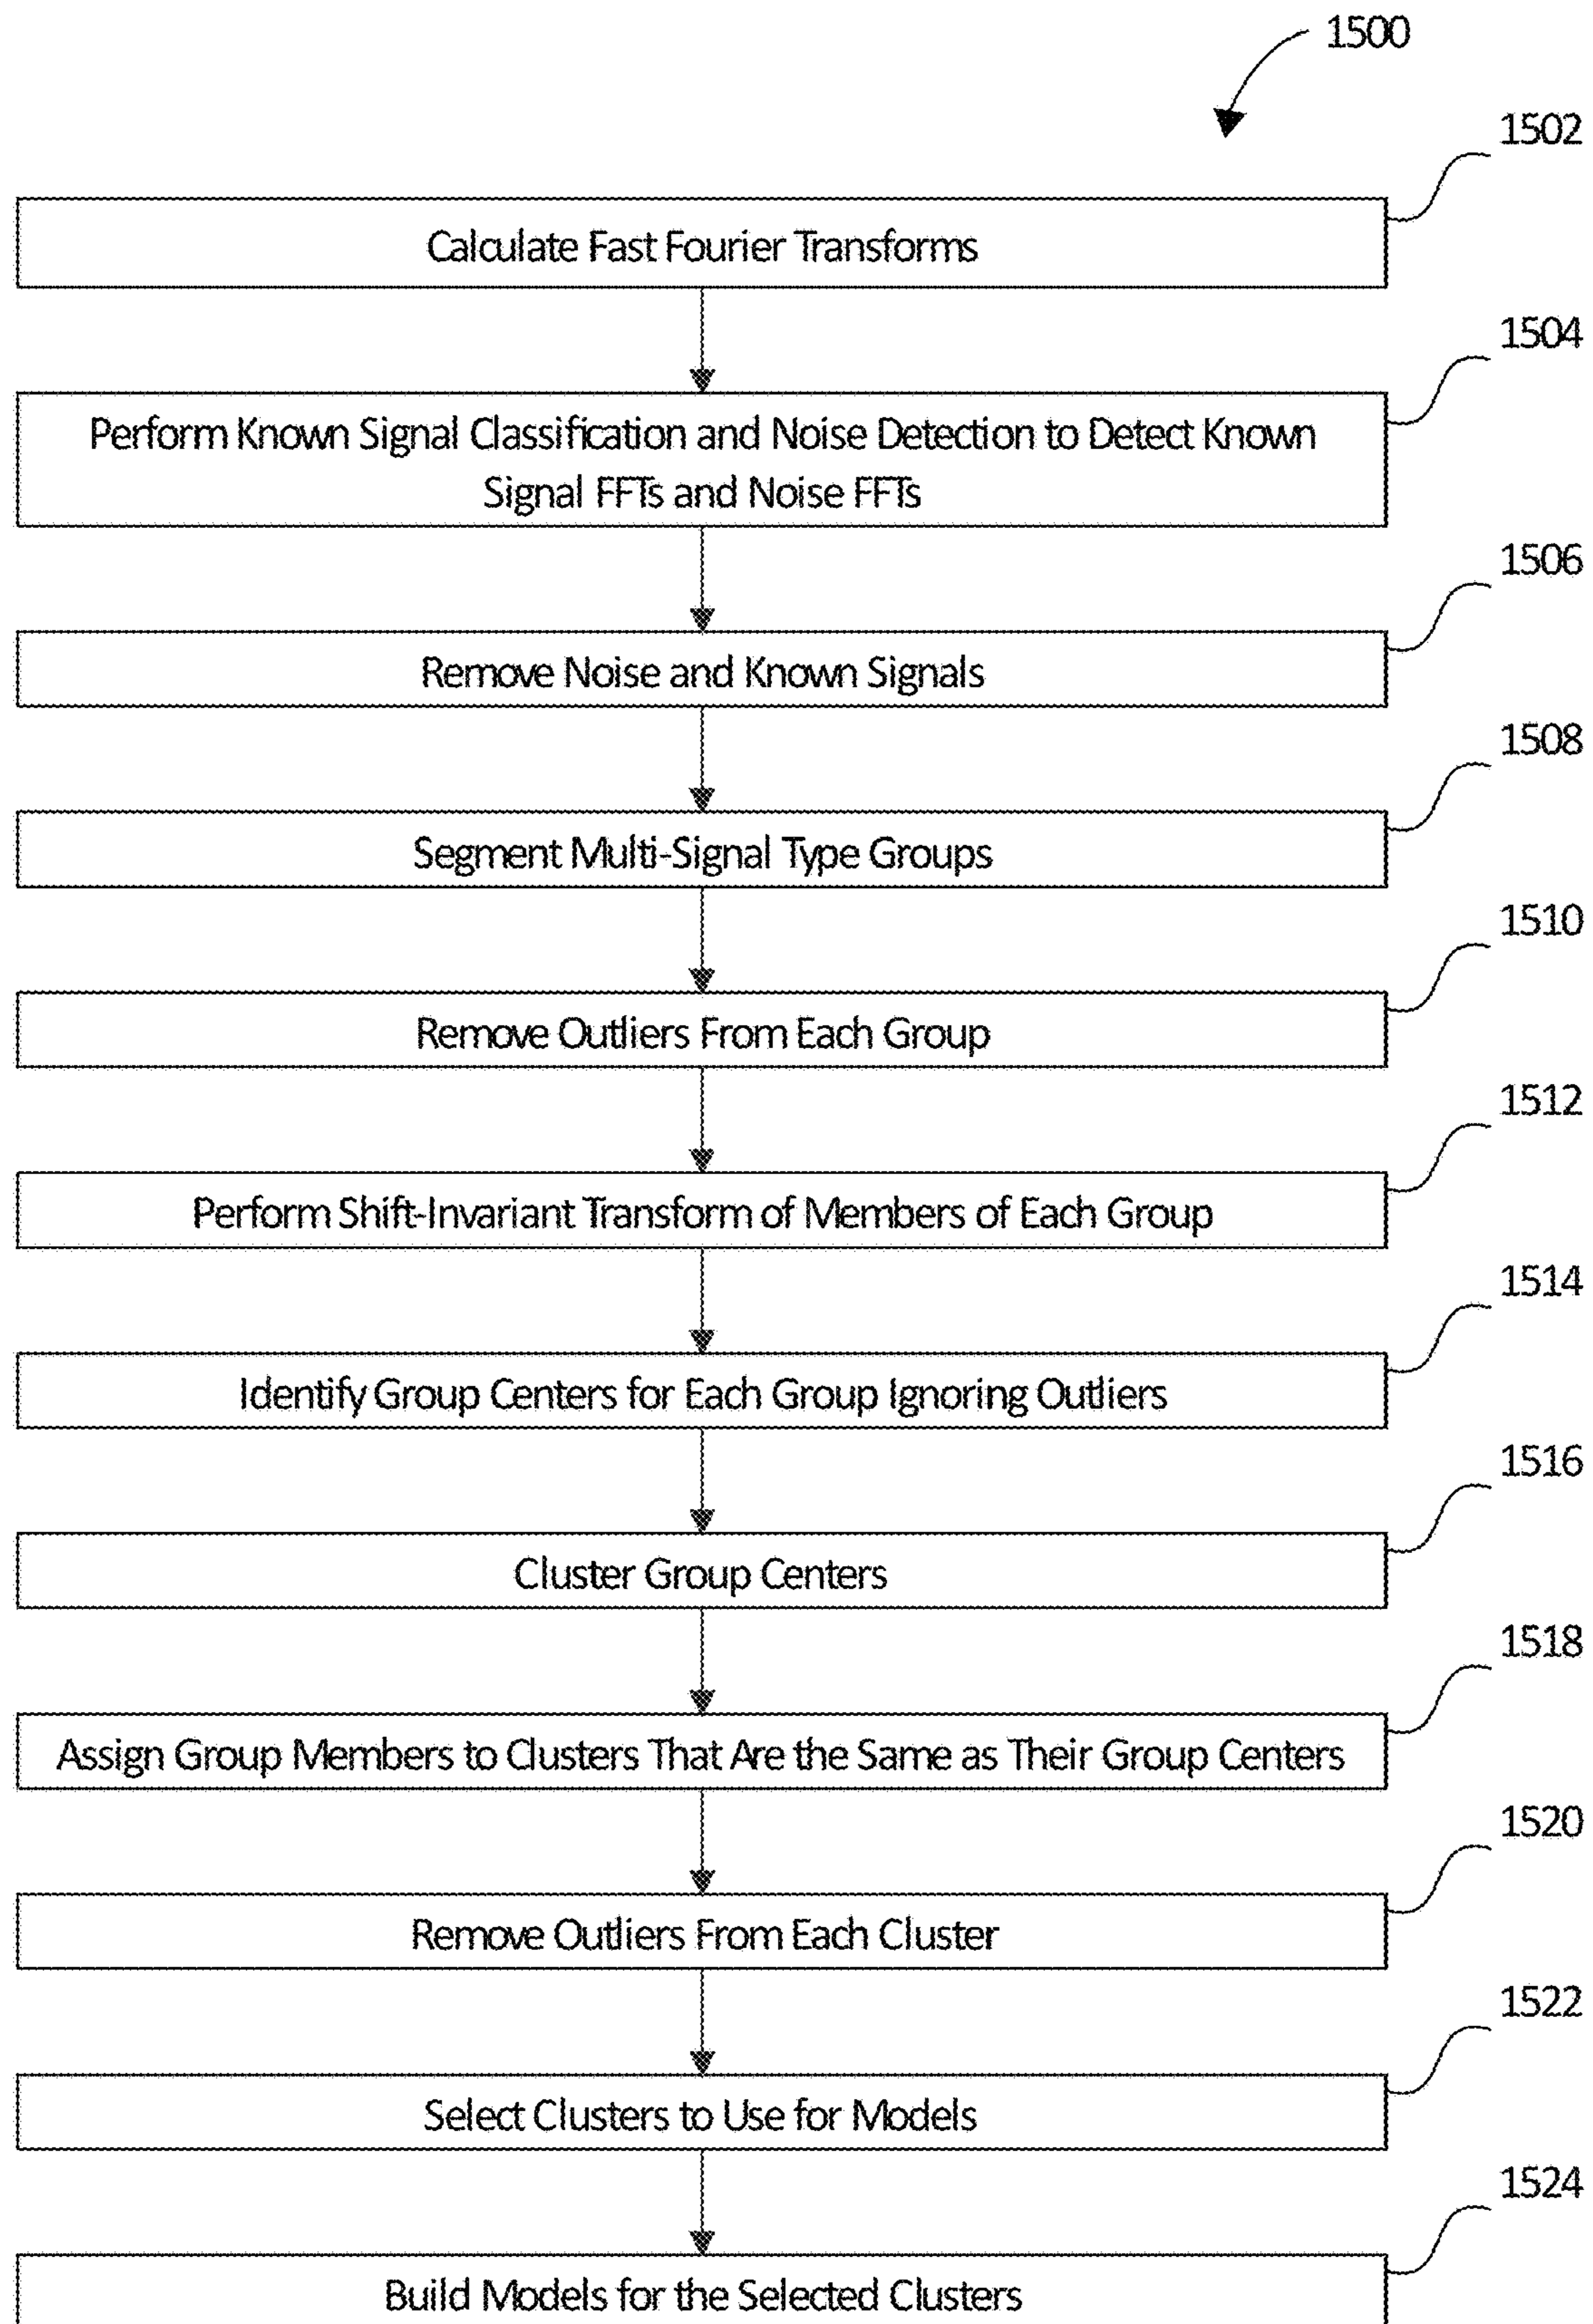 1500
1502
Calculate Fast Fourier Transforms
1504
Perform Known Signal Classification and Noise Detection to Detect Known
Signal FFTs and Noise FFTs
1506
Remove Noise and Known Signals
1508
Segment Multi-Signal Type Groups
1510
Remove Outliers From Each Group
1512
Perform Shift-Invariant Transform of Members of Each Group
1514
Identify Group Centers for Each Group Ignoring Outliers
1516
Cluster Group Centers
1518
Assign Group Members to Clusters That Are the Same as Their Group Centers
1520
Remove Outliers From Each Cluster
1522
Select Clusters to Use for Models
1524
Build Models for the Selected Clusters